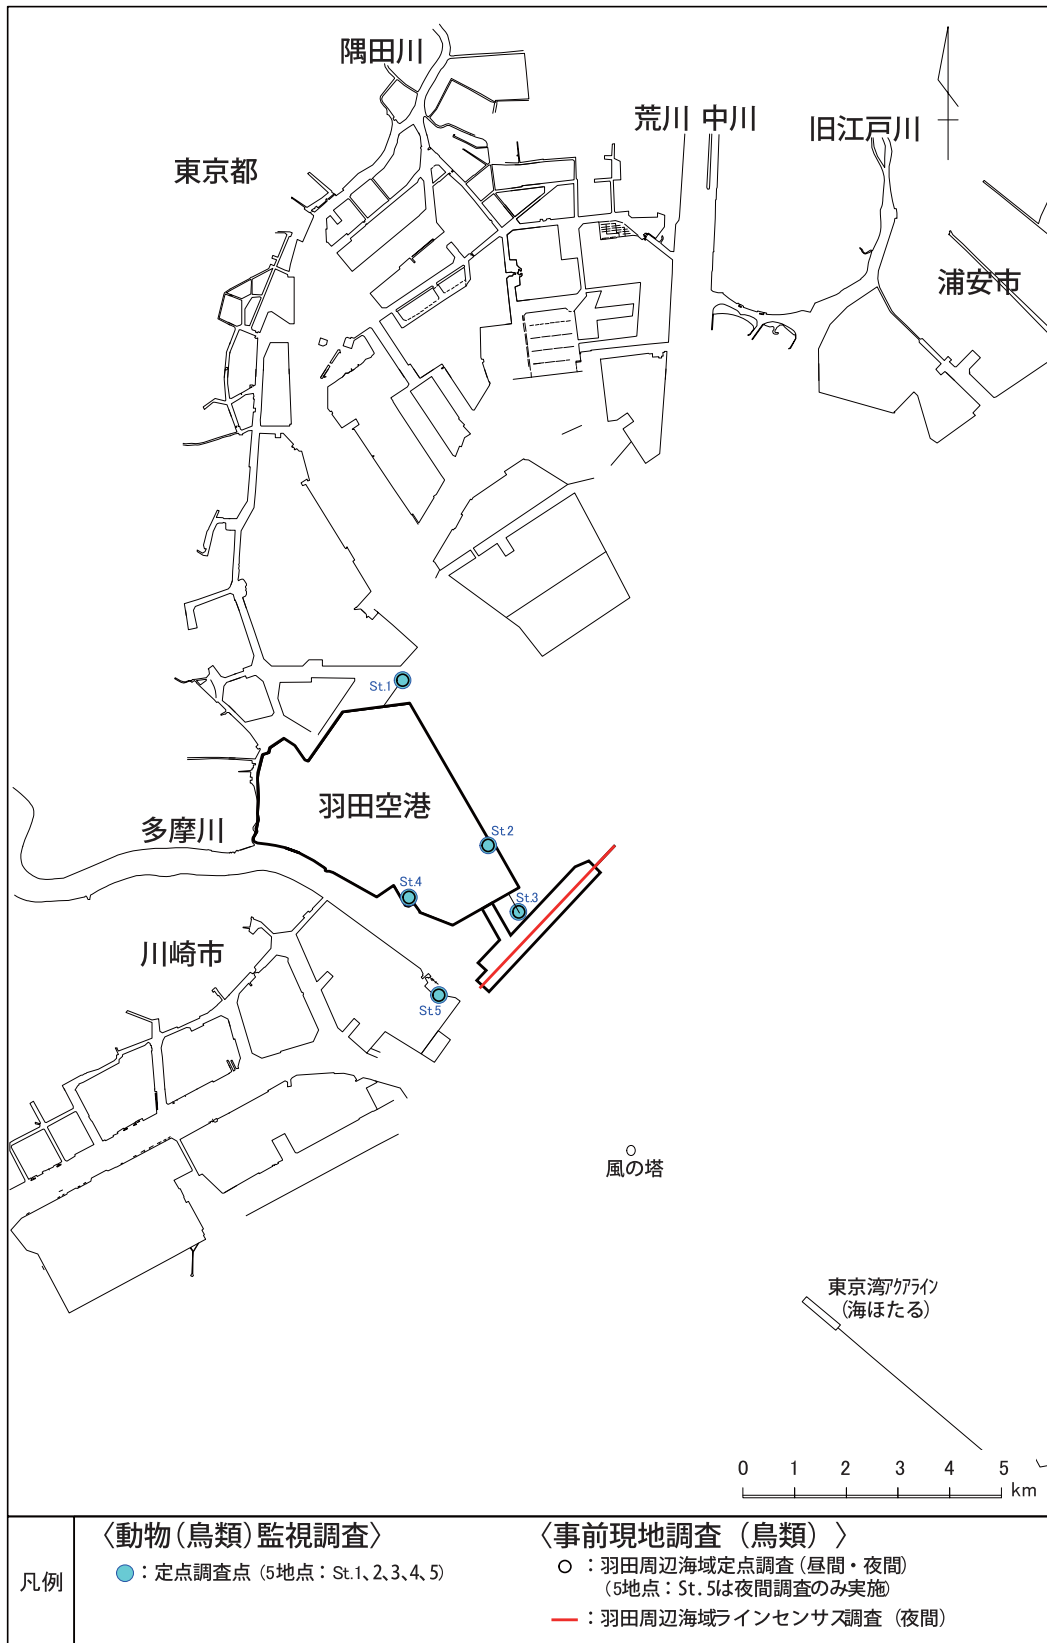 隅田川
荒川 中川
旧江戸川
東京都
浦安市
St.1
羽田空港
St.2
多摩川
St.4
St.3
川崎市
St.5
風の塔
東京湾アクアライン
(海ほたる)
0 1 2 3 4 5
km
凡例
〈動物(鳥類)監視調査〉
:定点調査点 (5地点:St.1、2、3、4、5)
〈事前現地調査(鳥類)〉
:羽田周辺海域定点調査(昼間・夜間)
(5地点:St.5は夜間調査のみ実施)
:羽田周辺海域ラインセンサス調査(夜間)